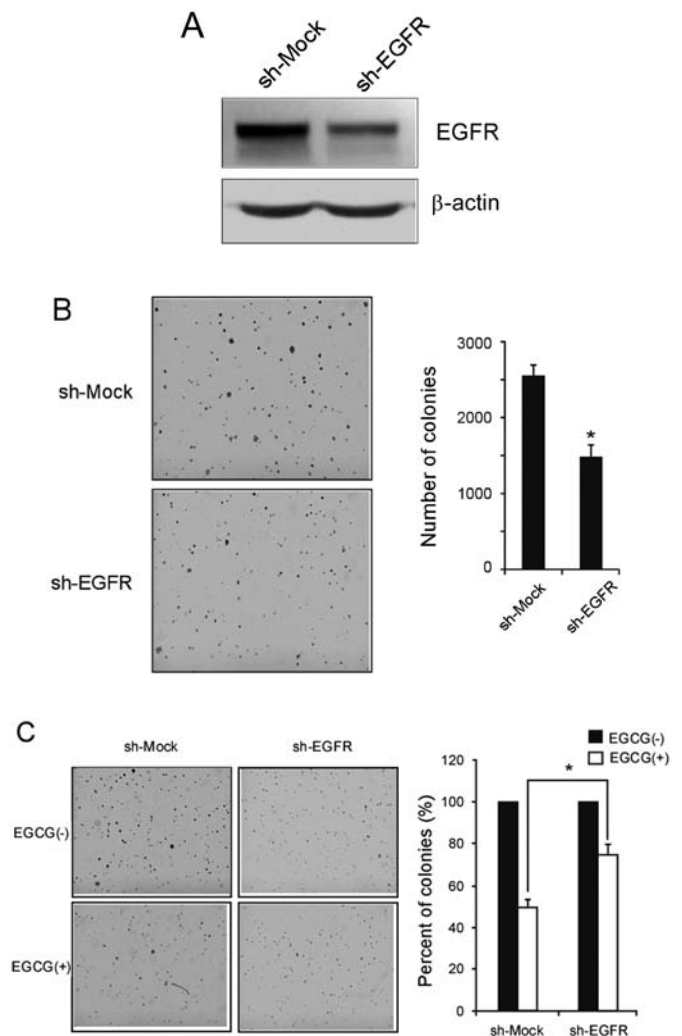 A
sh-Mock
sh-EGFR
EGFR
β-actin
B
sh-Mock
sh-EGFR
Number of colonies
3000
2500
2000
1000
0
sh-Mock
sh-EGFR
C
sh-Mock
sh-EGFR
EGCG(-)
EGCG(+)
EGCG(-)
EGCG(+)
Percent of colonies (%)
120
100
80
60
40
20
0
*
*
sh-Mock
sh-EGFR